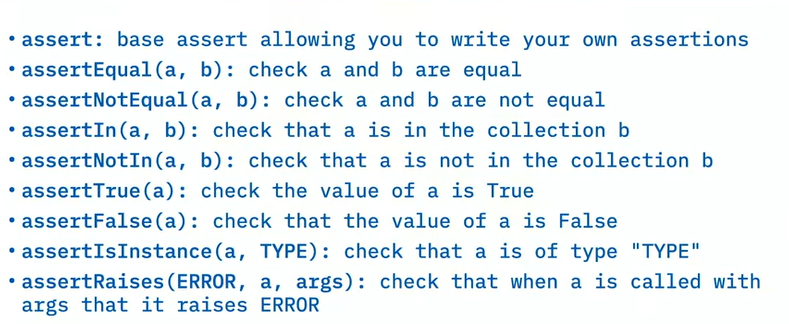 • assert: base assert allowing you to write your own assertions
• assertEqual(a, b): check a and b are equal
• assertNotEqual(a, b): check a and b are not equal
• assertIn(a, b): check that a is in the collection b
• assertNotIn(a, b): check that a is not in the collection b
• assertTrue(a): check the value of a is True
• assertFalse(a): check that the value of a is False
• assertIsInstance(a, TYPE): check that a is of type "TYPE"
• assertRaises(ERROR, a, args): check that when a is called with
args that it raises ERROR